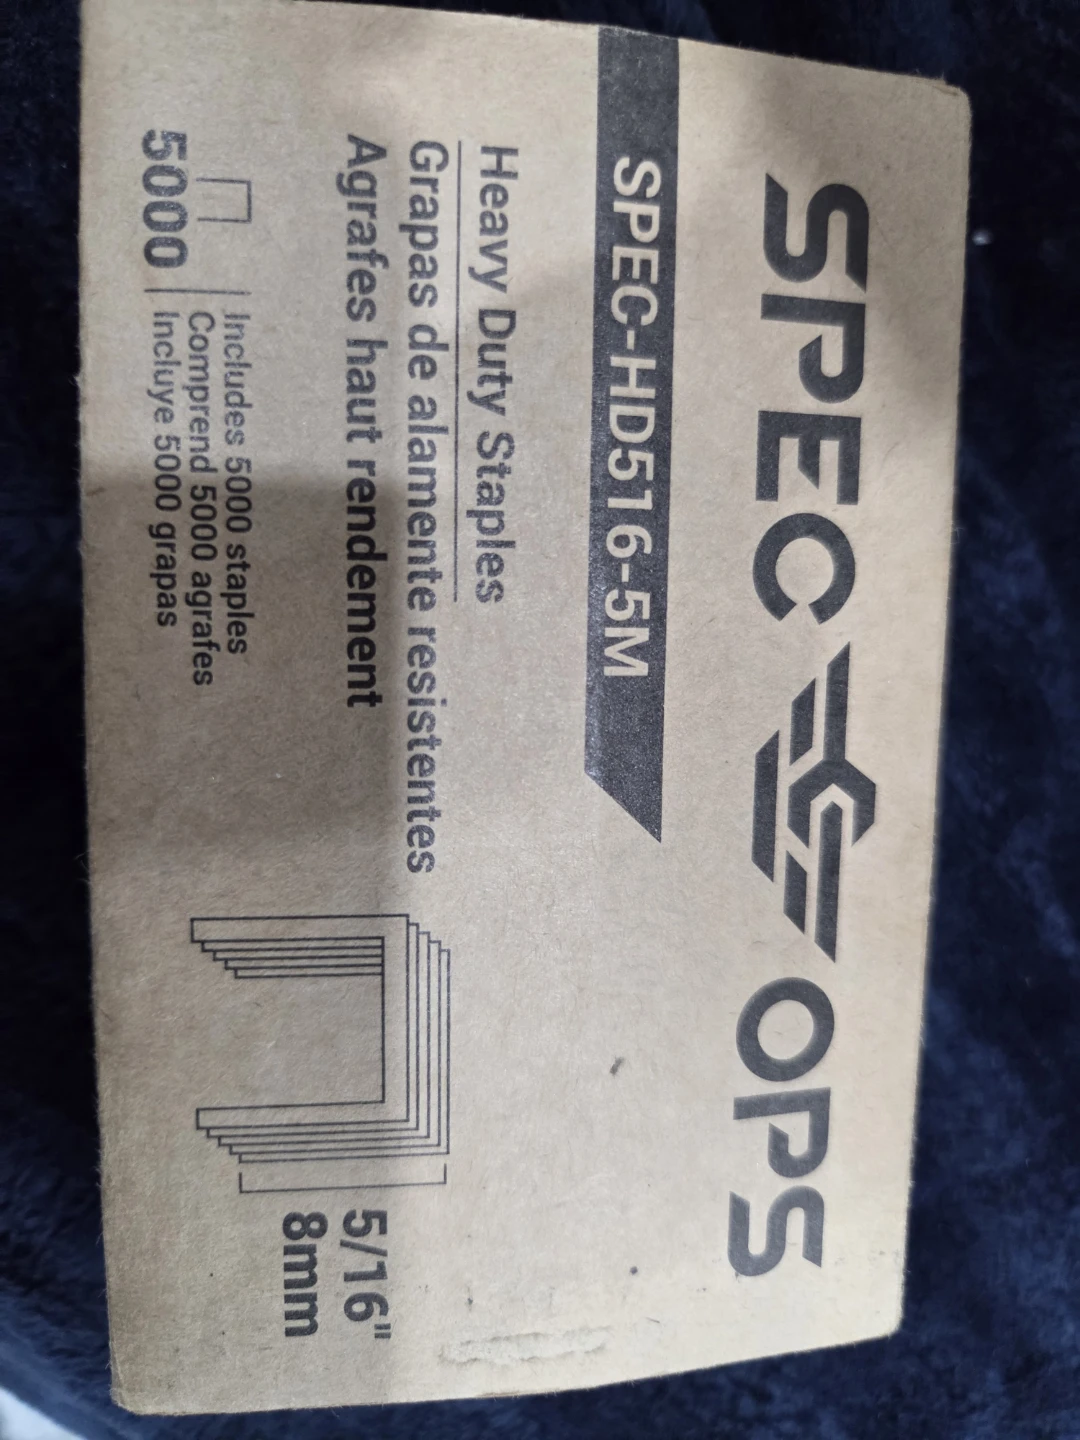 SPEC OPS
SPEC-HD516-5M
Heavy Duty Staples
Grapas de alamente resistentes
Agrafes haut rendement
5000
Includes 5000 staples
Comprend 5000 agrafes
Incluye 5000 grapas
5/16"
8mm